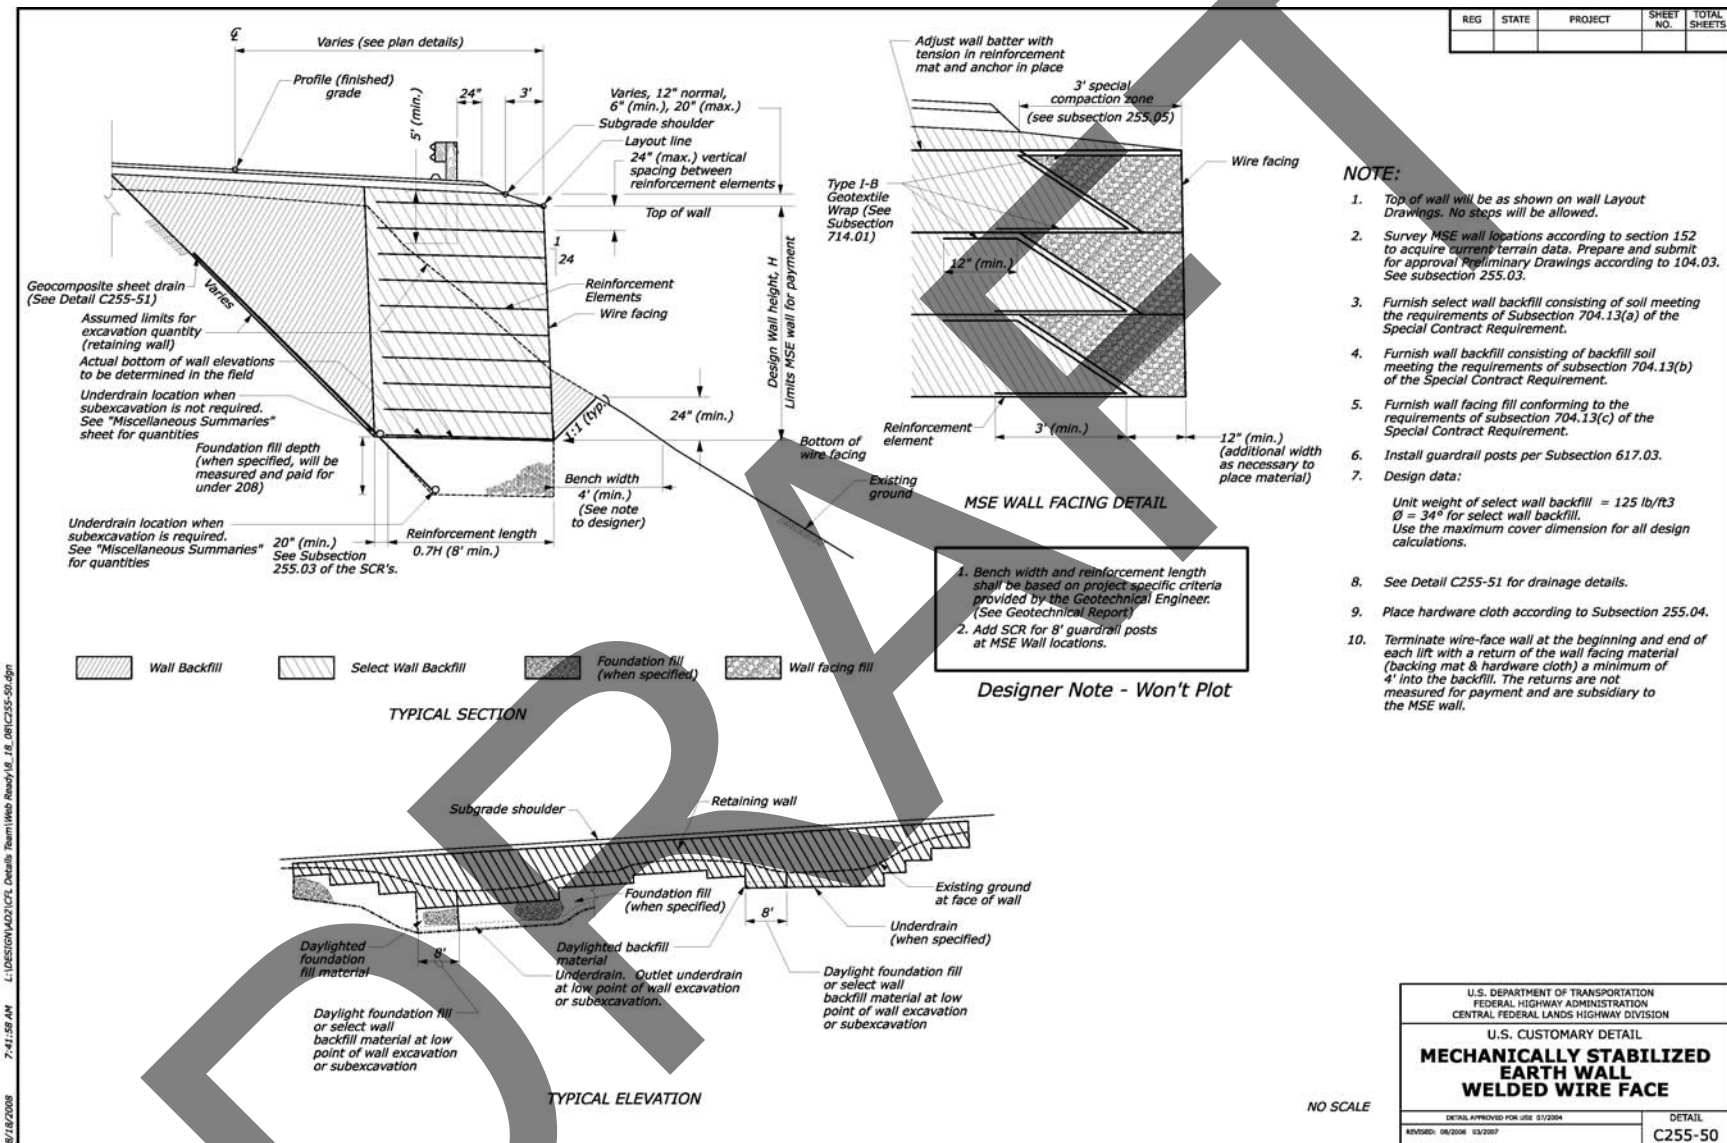 REG STATE PROJECT SHEET NO. TOTAL SHEETS
℄
Varies (see plan details)
Profile (finished)
grade
5' (min.)
24"
3'
Varies, 12" normal,
6" (min.), 20" (max.)
Subgrade shoulder
Layout line
24" (max.) vertical
spacing between
reinforcement elements
Top of wall
1
24
Design Wall height, H
Limits MSE wall for payment
Geocomposite sheet drain
(See Detail C255-51)
Varies
Reinforcement
Elements
Wire facing
Assumed limits for
excavation quantity
(retaining wall)
Actual bottom of wall elevations
to be determined in the field
Underdrain location when
subexcavation is not required.
See "Miscellaneous Summaries"
sheet for quantities
Foundation fill depth
(when specified, will be
measured and paid for
under 208)
1:1 (typ.)
24" (min.)
Bottom of
wire facing
Bench width
4' (min.)
(See note
to designer)
Existing
ground
Underdrain location when
subexcavation is required.
See "Miscellaneous Summaries"
for quantities
20" (min.)
See Subsection
255.03 of the SCR's.
Reinforcement length
0.7H (8' min.)
Wall Backfill
Select Wall Backfill
Foundation fill
(when specified)
Wall facing fill
TYPICAL SECTION
Adjust wall batter with
tension in reinforcement
mat and anchor in place
3' special
compaction zone
(see subsection 255.05)
Wire facing
Type I-B
Geotextile
Wrap (See
Subsection
714.01)
12" (min.)
Reinforcement
element
3' (min.)
12" (min.)
(additional width
as necessary to
place material)
MSE WALL FACING DETAIL
1. Bench width and reinforcement length
shall be based on project specific criteria
provided by the Geotechnical Engineer.
(See Geotechnical Report)
2. Add SCR for 8' guardrail posts
at MSE Wall locations.
Designer Note - Won't Plot
NOTE:
1. Top of wall will be as shown on wall Layout
Drawings. No steps will be allowed.
2. Survey MSE wall locations according to section 152
to acquire current terrain data. Prepare and submit
for approval Preliminary Drawings according to 104.03.
See subsection 255.03.
3. Furnish select wall backfill consisting of soil meeting
the requirements of Subsection 704.13(a) of the
Special Contract Requirement.
4. Furnish wall backfill consisting of backfill soil
meeting the requirements of subsection 704.13(b)
of the Special Contract Requirement.
5. Furnish wall facing fill conforming to the
requirements of subsection 704.13(c) of the
Special Contract Requirement.
6. Install guardrail posts per Subsection 617.03.
7. Design data:
Unit weight of select wall backfill = 125 lb/ft3
Ø = 34° for select wall backfill.
Use the maximum cover dimension for all design
calculations.
8. See Detail C255-51 for drainage details.
9. Place hardware cloth according to Subsection 255.04.
10. Terminate wire-face wall at the beginning and end of
each lift with a return of the wall facing material
(backing mat & hardware cloth) a minimum of
4' into the backfill. The returns are not
measured for payment and are subsidiary to
the MSE wall.
Subgrade shoulder
Retaining wall
Foundation fill
(when specified)
Existing ground
at face of wall
8'
Underdrain
(when specified)
Daylighted
foundation
fill material
8'
Daylighted backfill
material
Underdrain. Outlet underdrain
at low point of wall excavation
or subexcavation.
Daylight foundation fill
or select wall
backfill material at low
point of wall excavation
or subexcavation
Daylight foundation fill
or select wall
backfill material at low
point of wall excavation
or subexcavation
TYPICAL ELEVATION
NO SCALE
U.S. DEPARTMENT OF TRANSPORTATION
FEDERAL HIGHWAY ADMINISTRATION
CENTRAL FEDERAL LANDS HIGHWAY DIVISION
U.S. CUSTOMARY DETAIL
MECHANICALLY STABILIZED
EARTH WALL
WELDED WIRE FACE
DETAIL APPROVED FOR USE 07/2004
REVISED: 08/2006 03/2007
DETAIL
C255-50
8/18/2008 7:41:58 AM L:\DESIGN\AD2\CFL Details Team\Web Ready\8_18_08\C255-50.dgn
DRAFT